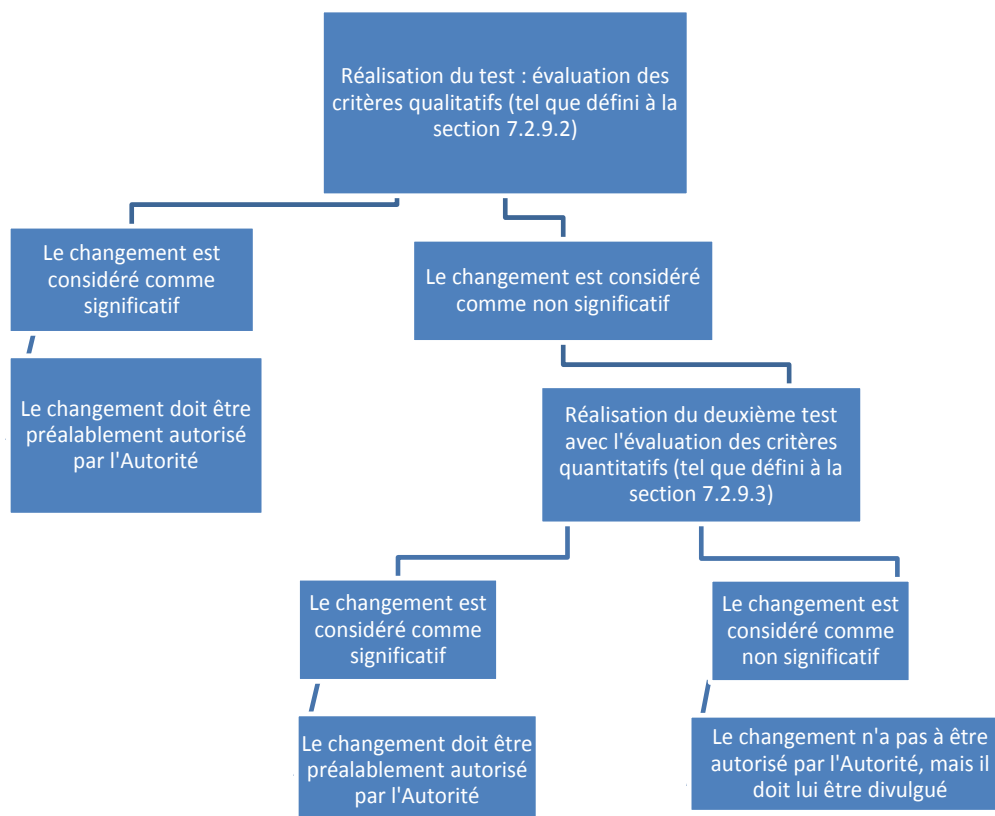 Réalisation du test : évaluation des
critères qualitatifs (tel que défini à la
section 7.2.9.2)
Le changement est
considéré comme
significatif
Le changement est considéré
comme non significatif
Le changement doit être
préalablement autorisé
par l'Autorité
Réalisation du deuxième test
avec l'évaluation des critères
quantitatifs (tel que défini à la
section 7.2.9.3)
Le changement est
considéré comme
significatif
Le changement est
considéré comme
non significatif
Le changement doit être
préalablement autorisé
par l'Autorité
Le changement n'a pas à être
autorisé par l'Autorité, mais il
doit lui être divulgué